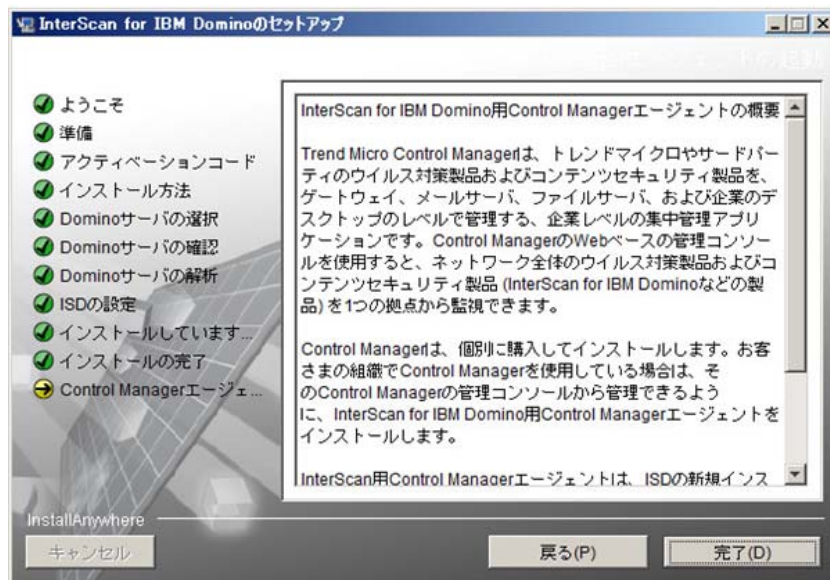 InterScan for IBM Dominoのセットアップ
ようこそ
準備
アクティベーションコード
インストール方法
Dominoサーバの選択
Dominoサーバの確認
Dominoサーバの解析
ISDの設定
インストールしています...
インストールの完了
Control Managerエージェ...
InterScan for IBM Domino用Control Managerエージェントの概要
Trend Micro Control Managerは、トレンドマイクロやサードパー
ティのウイルス対策製品およびコンテンツセキュリティ製品を、
ゲートウェイ、メールサーバ、ファイルサーバ、および企業のデ
スクトップのレベルで管理する、企業レベルの集中管理アプリ
ケーションです。Control ManagerのWebベースの管理コンソー
ルを使用すると、ネットワーク全体のウイルス対策製品およびコ
ンテンツセキュリティ製品 (InterScan for IBM Dominoなどの製
品) を1つの拠点から監視できます。
Control Managerは、個別に購入してインストールします。お客
さまの組織でControl Managerを使用している場合は、そ
のControl Managerの管理コンソールから管理できるよう
に、InterScan for IBM Domino用Control Managerエージェントを
インストールします。
InterScan用Control Managerエージェントは、ISDの新規インス
InstallAnywhere
キャンセル
戻る(P)
完了(D)